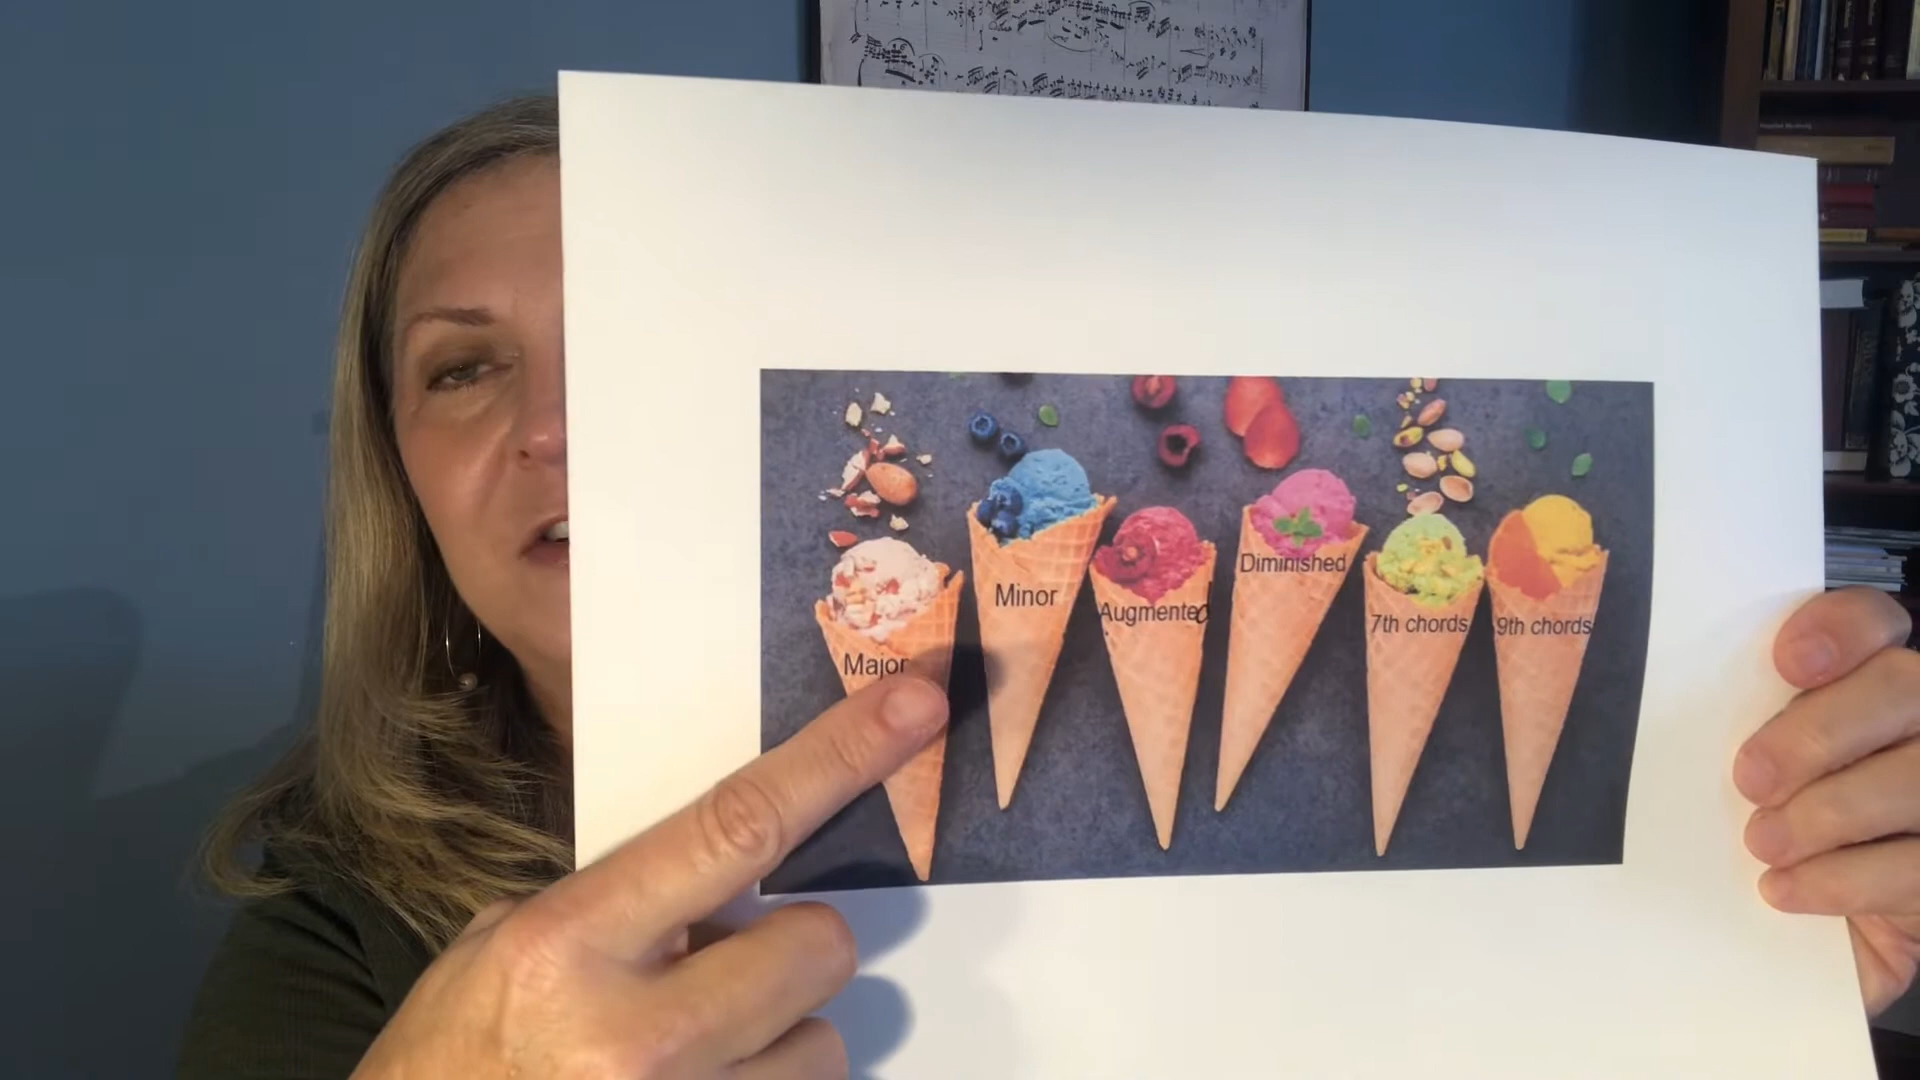 Major
Minor
Augmented
Diminished
7th chords
9th chords